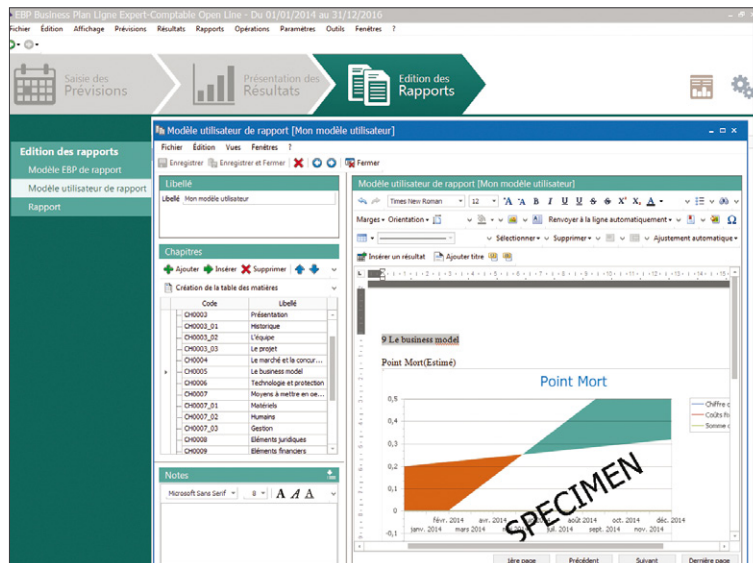 EBP Business Plan Ligne Expert-Comptable Open Line - Du 01/01/2014 au 31/12/2016
Fichier Édition Affichage Prévisions Résultats Rapports Opérations Paramètres Outils Fenêtres ?
Saisie des
Prévisions
Présentation des
Résultats
Edition des
Rapports
Edition des rapports
Modèle EBP de rapport
Modèle utilisateur de rapport
Rapport
Modèle utilisateur de rapport [Mon modèle utilisateur]
Fichier Édition Vues Fenêtres ?
Enregistrer Enregistrer et Fermer Fermer
Libellé
Libellé Mon modèle utilisateur
Chapitres
Ajouter Insérer Supprimer
Création de la table des matières
Code Libellé
CH0003 Présentation
CH0003_01 Historique
CH0003_02 L'équipe
CH0003_03 Le projet
CH0004 Le marché et la concur...
CH0005 Le business model
CH0006 Technologie et protection
CH0007 Moyens à mettre en oe...
CH0007_01 Matériels
CH0007_02 Humains
CH0007_03 Gestion
CH0008 Eléments juridiques
CH0009 Eléments financiers
Notes
Microsoft Sans Serif 8 A A A
Modèle utilisateur de rapport [Mon modèle utilisateur]
Times New Roman 12 A A B I U U S S X² X₂ A
Marges Orientation Renvoyer à la ligne automatiquement Ω
Sélectionner Supprimer Ajustement automatique
Insérer un résultat Ajouter titre
9 Le business model
Point Mort(Estimé)
Point Mort
0,5
0,4
0,3
0,2
0,1
0
-0,1
févr. 2014 avr. 2014 août 2014 oct. 2014 déc. 2014
janv. 2014 mars 2014 juil. 2014 sept. 2014 nov. 2014
Chiffre
Coûts
Somme
SPECIMEN
1ère page Précédent Suivant Dernière page